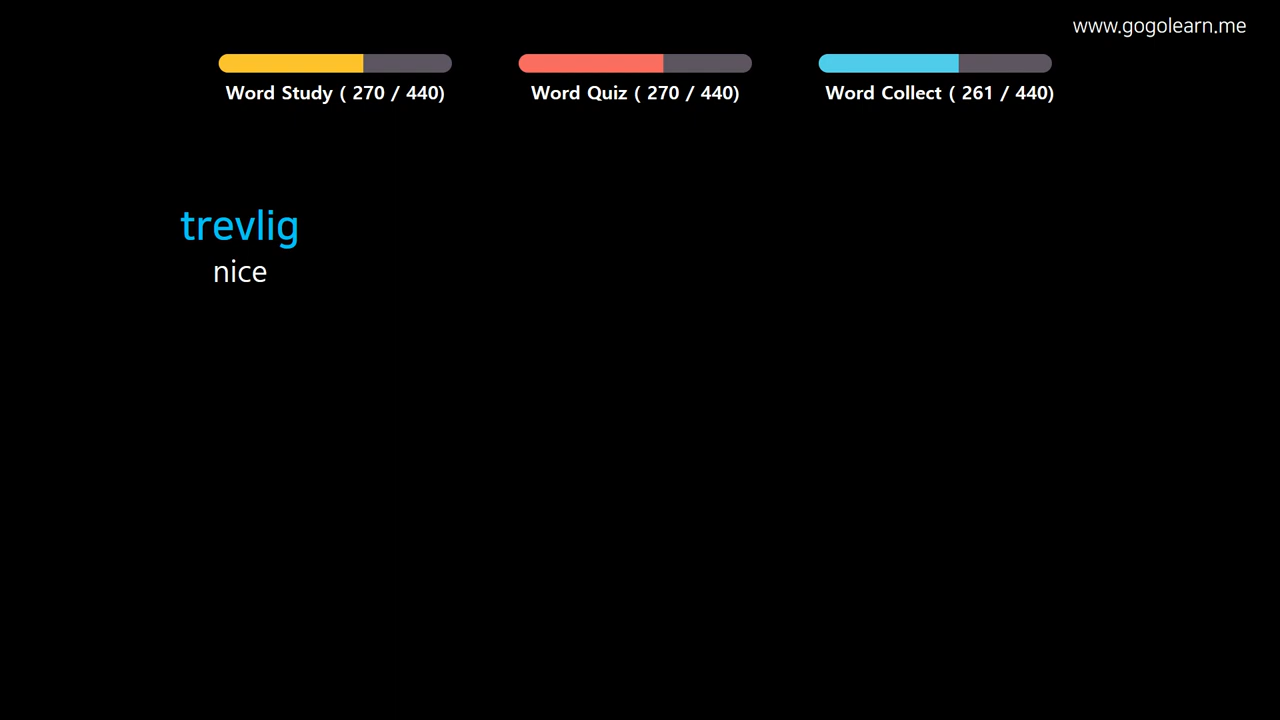 www.gogolearn.me
Word Study ( 270 / 440)
Word Quiz ( 270 / 440)
Word Collect ( 261 / 440)
trevlig
nice